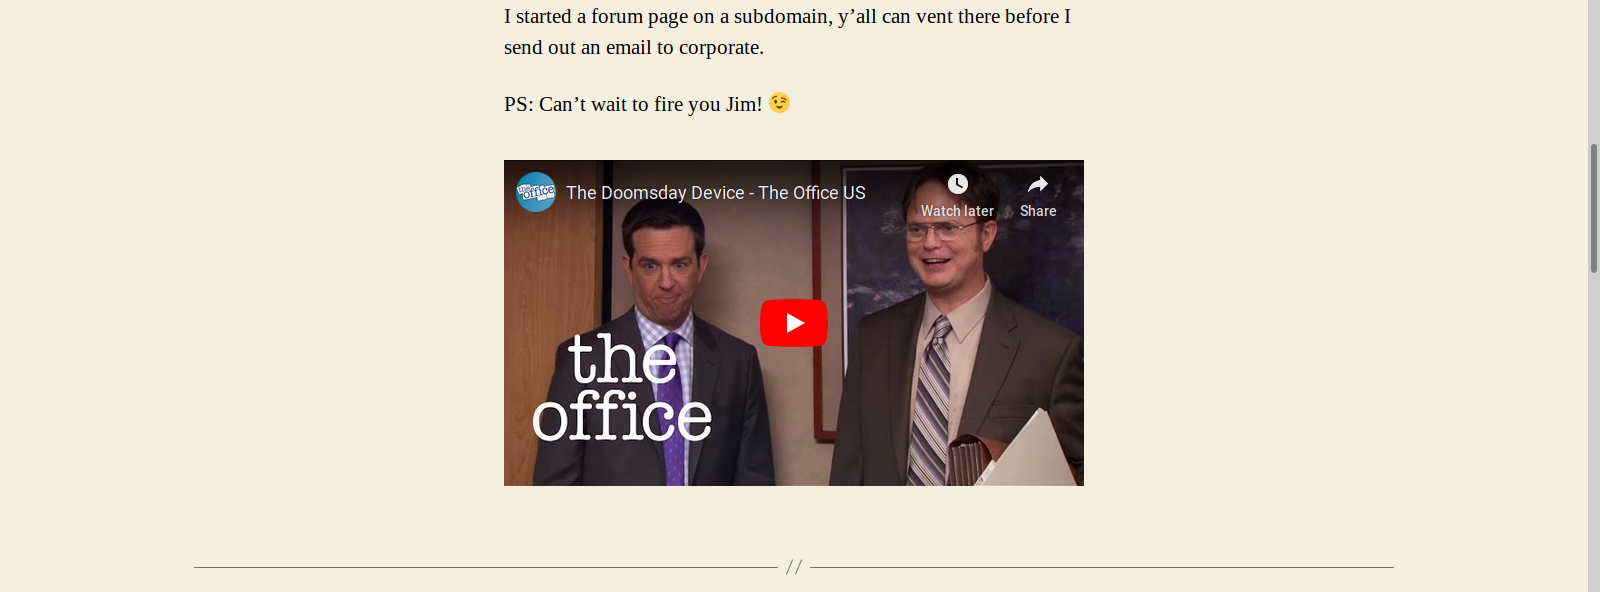 I started a forum page on a subdomain, y’all can vent there before I
send out an email to corporate.
PS: Can’t wait to fire you Jim! 😉
the office
The Doomsday Device - The Office US
Watch later
Share
the
office
//